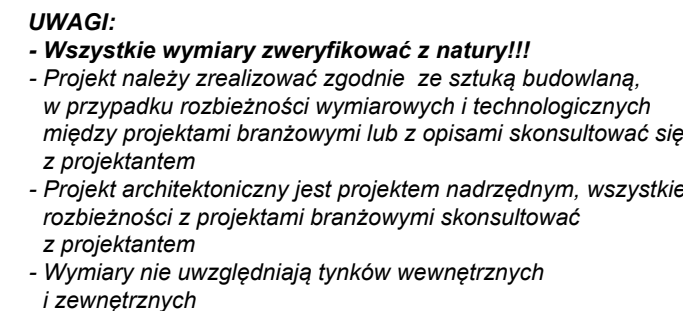 UWAGI:
- Wszystkie wymiary zweryfikować z natury!!!
- Projekt należy zrealizować zgodnie  ze sztuką budowlaną,
w przypadku rozbieżności wymiarowych i technologicznych
między projektami branżowymi lub z opisami skonsultować się
z projektantem
- Projekt architektoniczny jest projektem nadrzędnym, wszystkie
rozbieżności z projektami branżowymi skonsultować
z projektantem
- Wymiary nie uwzględniają tynków wewnętrznych
i zewnętrznych